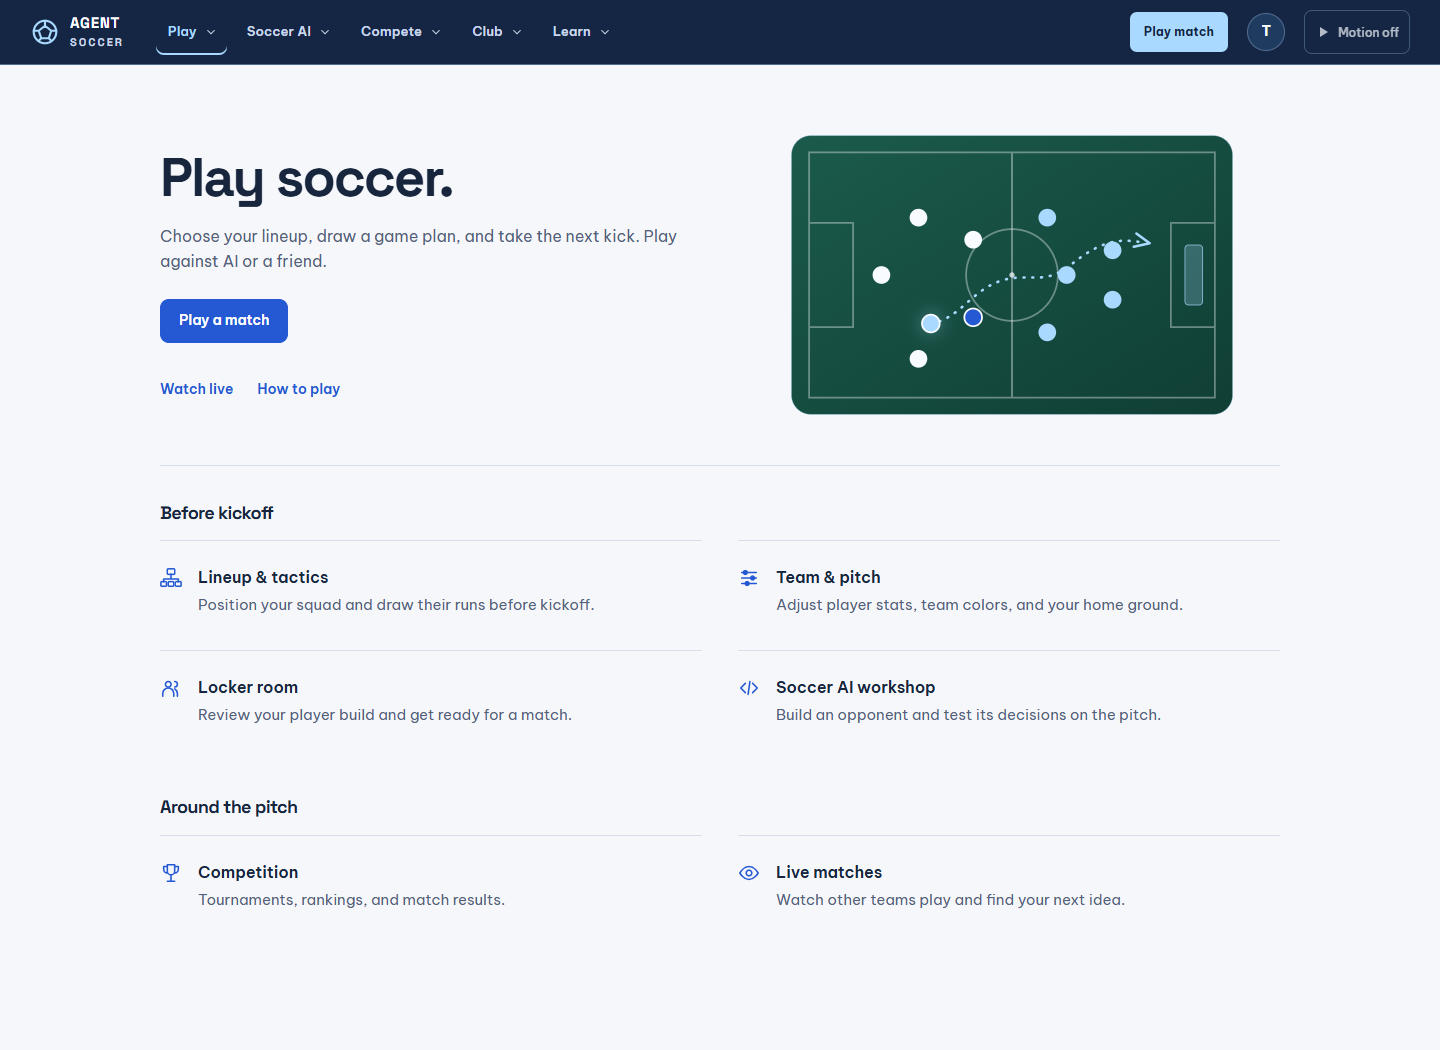 AGENT
SOCCER
Play
Soccer AI
Compete
Club
Learn
Play match
T
Motion off
Play soccer.
Choose your lineup, draw a game plan, and take the next kick. Play
against AI or a friend.
Play a match
Watch live
How to play
Before kickoff
Lineup & tactics
Position your squad and draw their runs before kickoff.
Team & pitch
Adjust player stats, team colors, and your home ground.
Locker room
Review your player build and get ready for a match.
Soccer AI workshop
Build an opponent and test its decisions on the pitch.
Around the pitch
Competition
Tournaments, rankings, and match results.
Live matches
Watch other teams play and find your next idea.